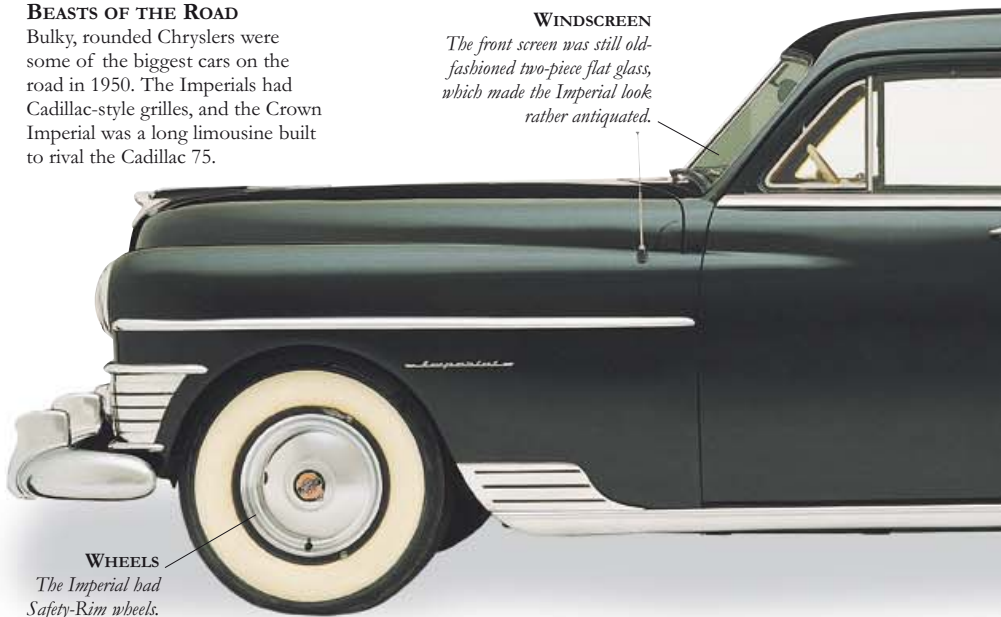 BEASTS OF THE ROAD
Bulky, rounded Chryslers were
some of the biggest cars on the
road in 1950. The Imperials had
Cadillac-style grilles, and the Crown
Imperial was a long limousine built
to rival the Cadillac 75.
WINDSCREEN
The front screen was still old-
fashioned two-piece flat glass,
which made the Imperial look
rather antiquated.
Imperial
WHEELS
The Imperial had
Safety-Rim wheels.